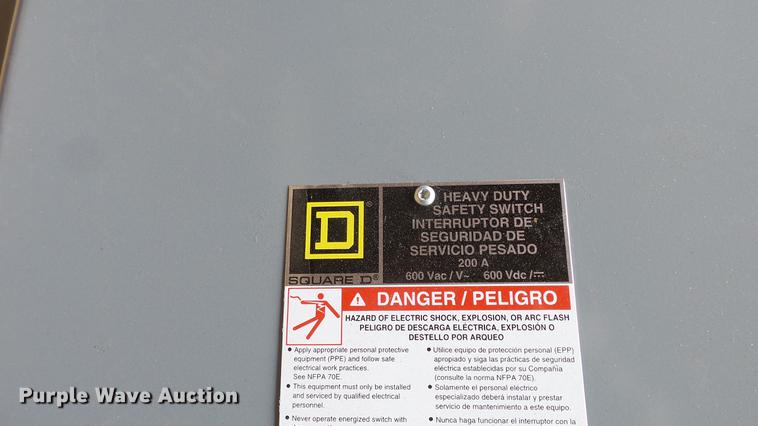 HEAVY DUTY
SAFETY SWITCH
INTERRUPTOR DE
SEGURIDAD DE
SERVICIO PESADO
200 A
600 Vac / V~ 600 Vdc / ⎓
D
SQUARE D®
DANGER / PELIGRO
HAZARD OF ELECTRIC SHOCK, EXPLOSION, OR ARC FLASH
PELIGRO DE DESCARGA ELÉCTRICA, EXPLOSIÓN O
DESTELLO POR ARQUEO
• Apply appropriate personal protective
equipment (PPE) and follow safe
electrical work practices.
See NFPA 70E.
• This equipment must only be installed
and serviced by qualified electrical
personnel.
• Never operate energized switch with
• Utilice equipo de protección personal (EPP)
apropiado y siga las prácticas de seguridad
eléctrica establecidas por su Compañía
(consulte la norma NFPA 70E).
• Solamente el personal eléctrico
especializado deberá instalar y prestar
servicio de mantenimiento a este equipo.
• Nunca haga funcionar el interruptor con la
Purple Wave Auction